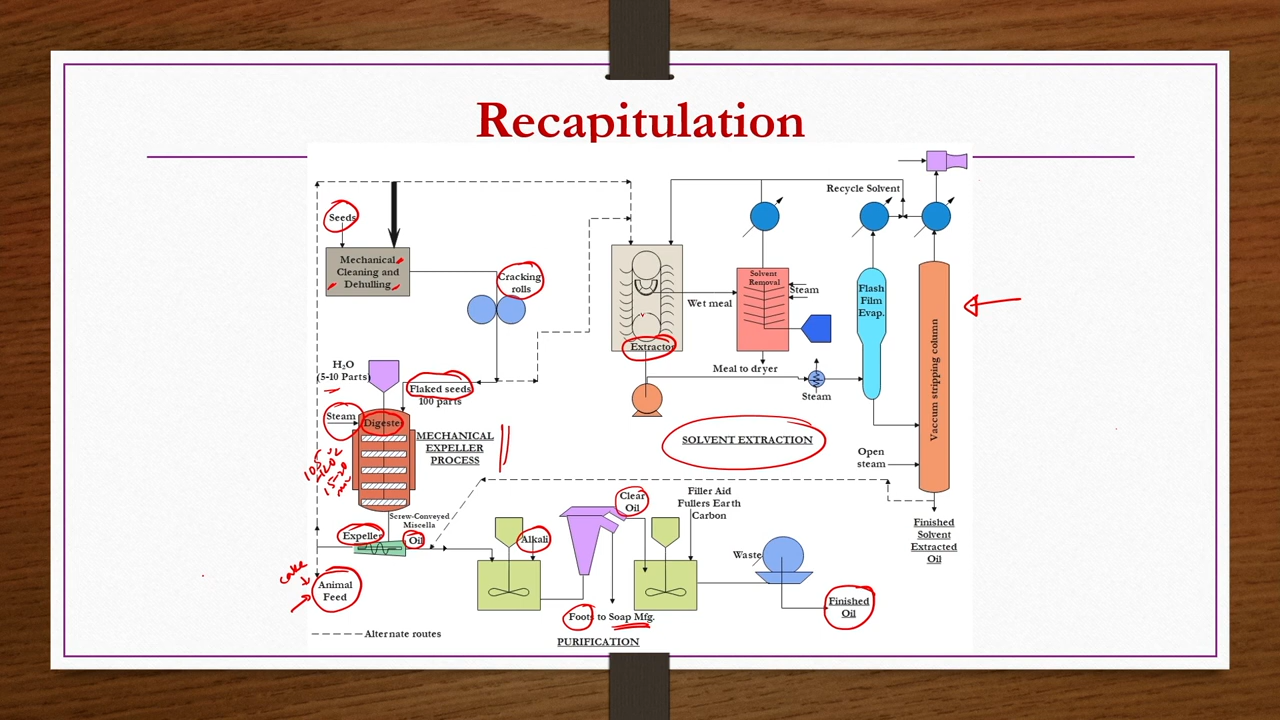 Recapitulation
Recycle Solvent
Seeds
Mechanical
Cleaning and
Dehulling
Cracking
rolls
Solvent
Removal
Steam
Wet meal
Flash
Film
Evap.
Vaccum stripping column
Extractor
Meal to dryer
Steam
H₂O
(5-10 Parts)
Flaked seeds
100 parts
Steam
Digester
MECHANICAL
EXPELLER
PROCESS
SOLVENT EXTRACTION
Open
steam
Screw-Conveyed
Miscella
Expeller
Oil
Alkali
Clear
Oil
Filler Aid
Fullers Earth
Carbon
Waste
Finished
Solvent
Extracted
Oil
cake
Animal
Feed
Foots to Soap Mfg.
Finished
Oil
PURIFICATION
Alternate routes